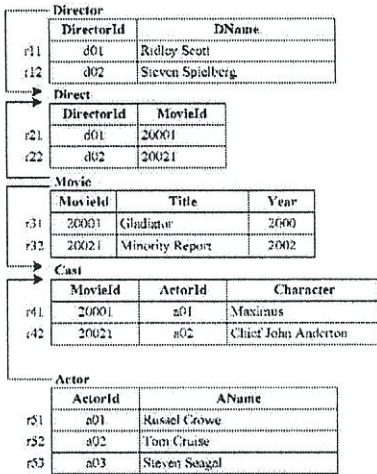 Director
DirectorId DName
r11 d01 Ridley Scott
r12 d02 Steven Spielberg
Direct
DirectorId MovieId
r21 d01 20001
r22 d02 20021
Movie
MovieId Title Year
r31 20001 Gladiator 2000
r32 20021 Minority Report 2002
Cast
MovieId ActorId Character
r41 20001 a01 Maximus
r42 20021 a02 Chief John Anderton
Actor
ActorId AName
r51 a01 Russel Crowe
r52 a02 Tom Cruise
r53 a03 Steven Seagal